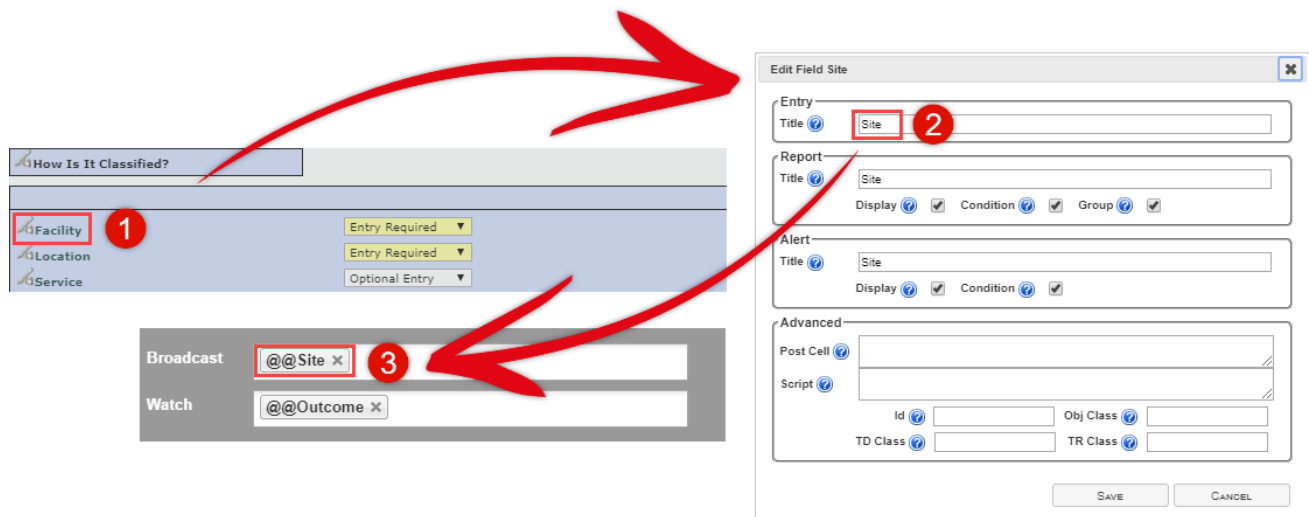 How Is It Classified?
Facility
1
Entry Required
Location
Entry Required
Service
Optional Entry
Broadcast
@@Site ×
3
Watch
@@Outcome ×
Edit Field Site
Entry
Title
Site
2
Report
Title
Site
Display
Condition
Group
Alert
Title
Site
Display
Condition
Advanced
Post Cell
Script
Id
Obj Class
TD Class
TR Class
SAVE
CANCEL